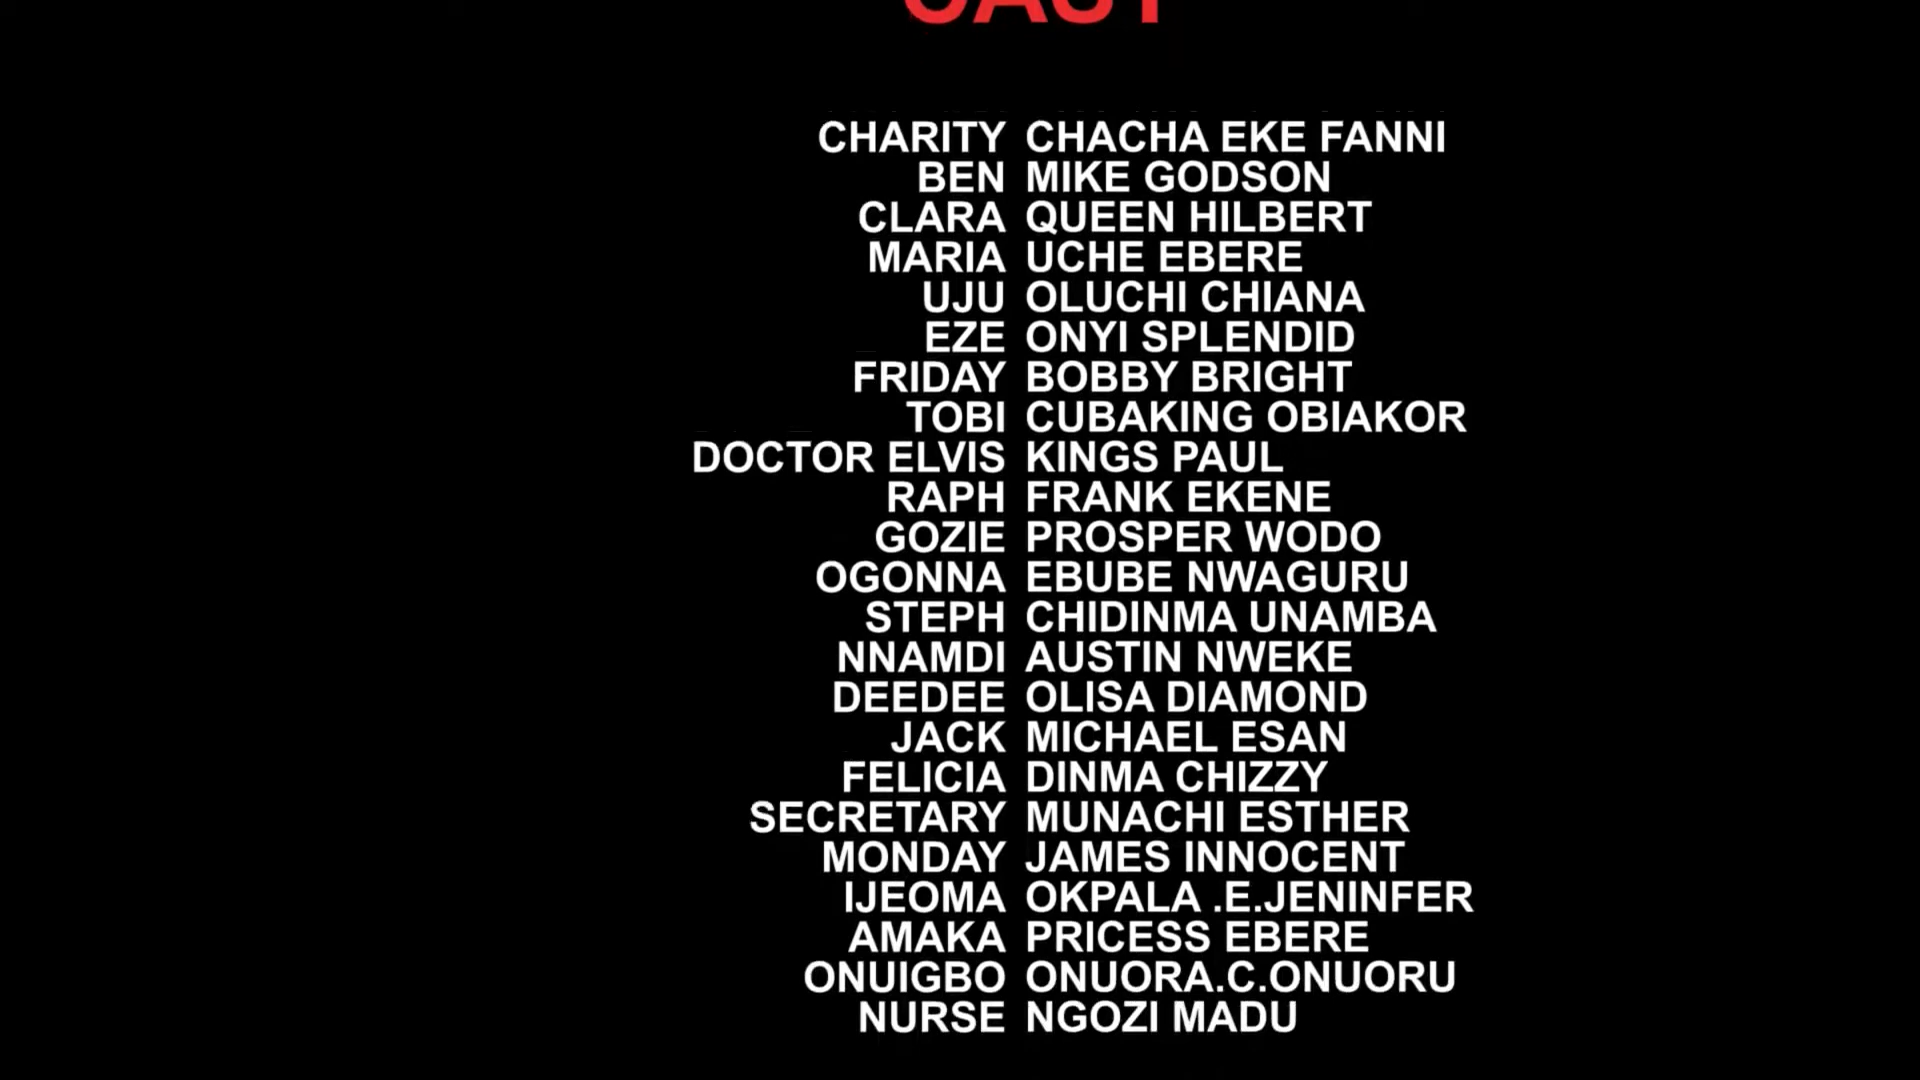 CAST
CHARITY CHACHA EKE FANNI
BEN MIKE GODSON
CLARA QUEEN HILBERT
MARIA UCHE EBERE
UJU OLUCHI CHIANA
EZE ONYI SPLENDID
FRIDAY BOBBY BRIGHT
TOBI CUBAKING OBIAKOR
DOCTOR ELVIS KINGS PAUL
RAPH FRANK EKENE
GOZIE PROSPER WODO
OGONNA EBUBE NWAGURU
STEPH CHIDINMA UNAMBA
NNAMDI AUSTIN NWEKE
DEEDEE OLISA DIAMOND
JACK MICHAEL ESAN
FELICIA DINMA CHIZZY
SECRETARY MUNACHI ESTHER
MONDAY JAMES INNOCENT
IJEOMA OKPALA .E.JENINFER
AMAKA PRICESS EBERE
ONUIGBO ONUORA.C.ONUORU
NURSE NGOZI MADU